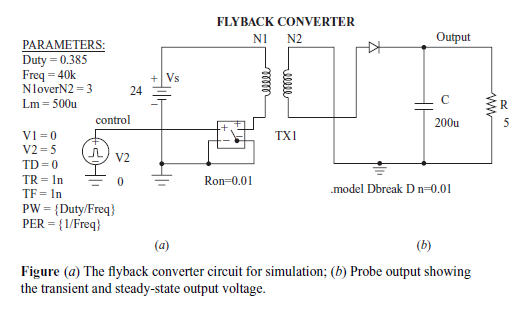 FLYBACK CONVERTER
N1 N2
Output
PARAMETERS:
Duty = 0.385
Freq = 40k
N1overN2 = 3
Lm = 500u
+ Vs
24
control
C
200u
R
5
TX1
V1 = 0
V2 = 5
TD = 0
TR = 1n
TF = 1n
PW = {Duty/Freq}
PER = {1/Freq}
V2
0
Ron=0.01
.model Dbreak D n=0.01
(a)
(b)
Figure (a) The flyback converter circuit for simulation; (b) Probe output showing
the transient and steady-state output voltage.